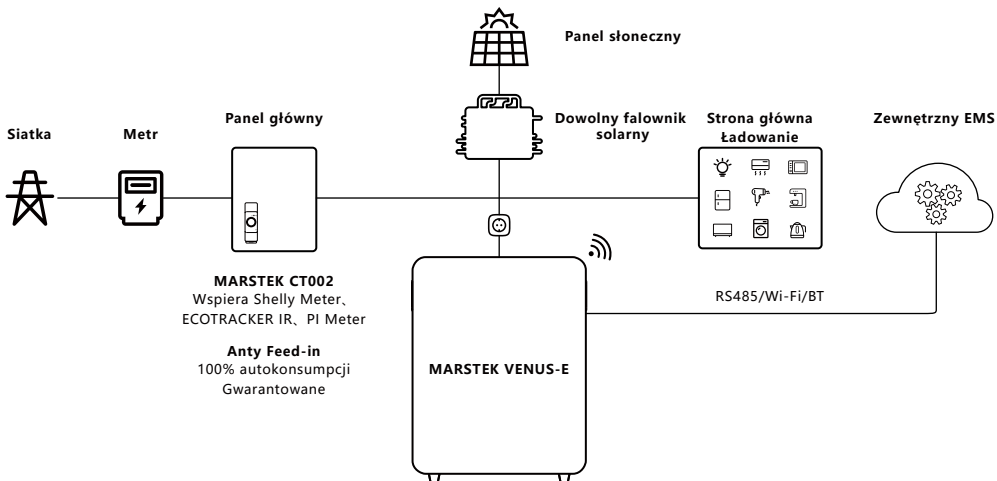 Panel słoneczny
Siatka
Metr
Panel główny
Dowolny falownik
solarny
Strona główna
Ładowanie
Zewnętrzny EMS
MARSTEK CT002
Wspiera Shelly Meter、
ECOTRACKER IR、PI Meter
Anty Feed-in
100% autokonsumpcji
Gwarantowane
MARSTEK VENUS-E
RS485/Wi-Fi/BT